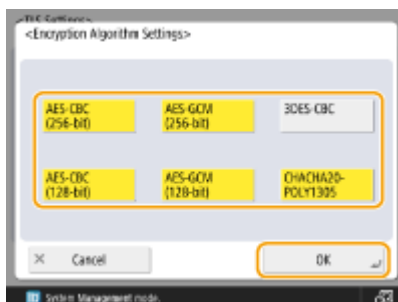 <TLS Settings>
<Encryption Algorithm Settings>
AES-CBC
(256-bit)
AES-GCM
(256-bit)
3DES-CBC
AES-CBC
(128-bit)
AES-GCM
(128-bit)
CHACHA20-
POLY1305
× Cancel
OK
System Management mode.